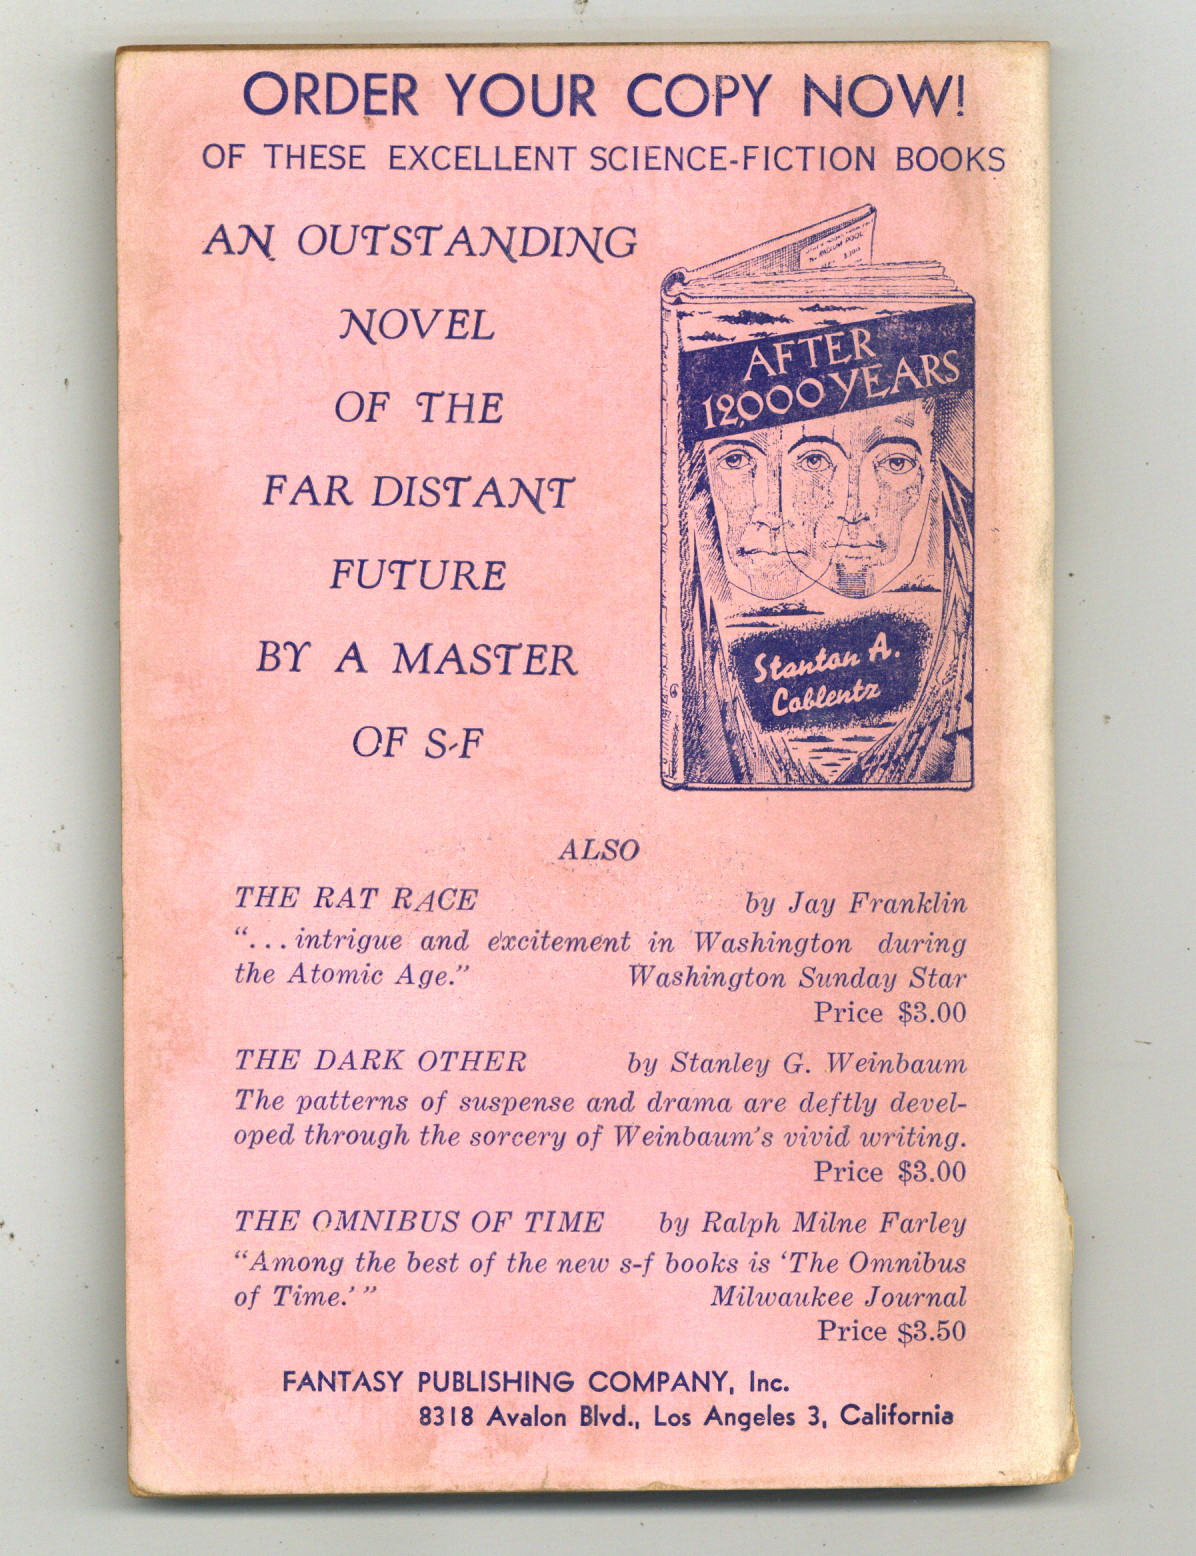 ORDER YOUR COPY NOW!
OF THESE EXCELLENT SCIENCE-FICTION BOOKS
AN OUTSTANDING
NOVEL
OF THE
FAR DISTANT
FUTURE
BY A MASTER
OF S-F
RADIUM POOL
AFTER
12,000 YEARS
Stanton A.
Coblentz
ALSO
THE RAT RACE by Jay Franklin
“... intrigue and excitement in Washington during
the Atomic Age.” Washington Sunday Star
Price $3.00
THE DARK OTHER by Stanley G. Weinbaum
The patterns of suspense and drama are deftly devel-
oped through the sorcery of Weinbaum's vivid writing.
Price $3.00
THE OMNIBUS OF TIME by Ralph Milne Farley
“Among the best of the new s-f books is ‘The Omnibus
of Time.’” Milwaukee Journal
Price $3.50
FANTASY PUBLISHING COMPANY, Inc.
8318 Avalon Blvd., Los Angeles 3, California